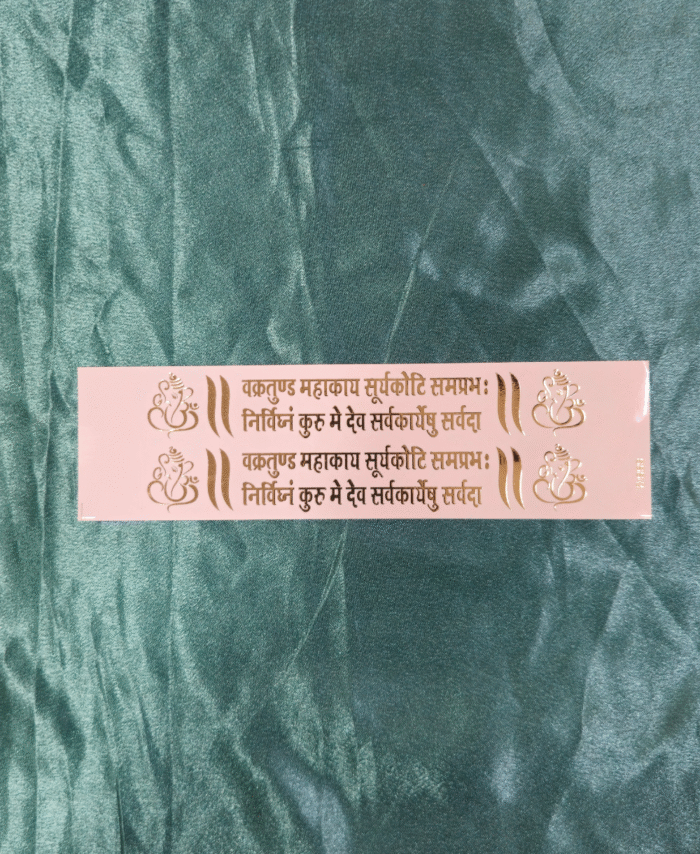 ॥ वक्रतुण्ड महाकाय सूर्यकोटि समप्रभः
निर्विघ्नं कुरु मे देव सर्वकार्येषु सर्वदा ॥
॥ वक्रतुण्ड महाकाय सूर्यकोटि समप्रभः
निर्विघ्नं कुरु मे देव सर्वकार्येषु सर्वदा ॥